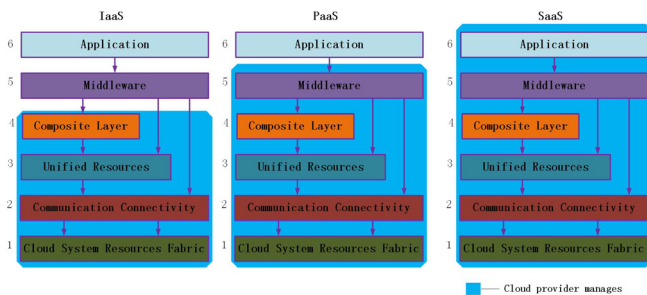 IaaS PaaS SaaS
6 Application 6 Application 6 Application
5 Middleware 5 Middleware 5 Middleware
4 Composite Layer 4 Composite Layer 4 Composite Layer
3 Unified Resources 3 Unified Resources 3 Unified Resources
2 Communication Connectivity 2 Communication Connectivity 2 Communication Connectivity
1 Cloud System Resources Fabric 1 Cloud System Resources Fabric 1 Cloud System Resources Fabric
Cloud provider manages